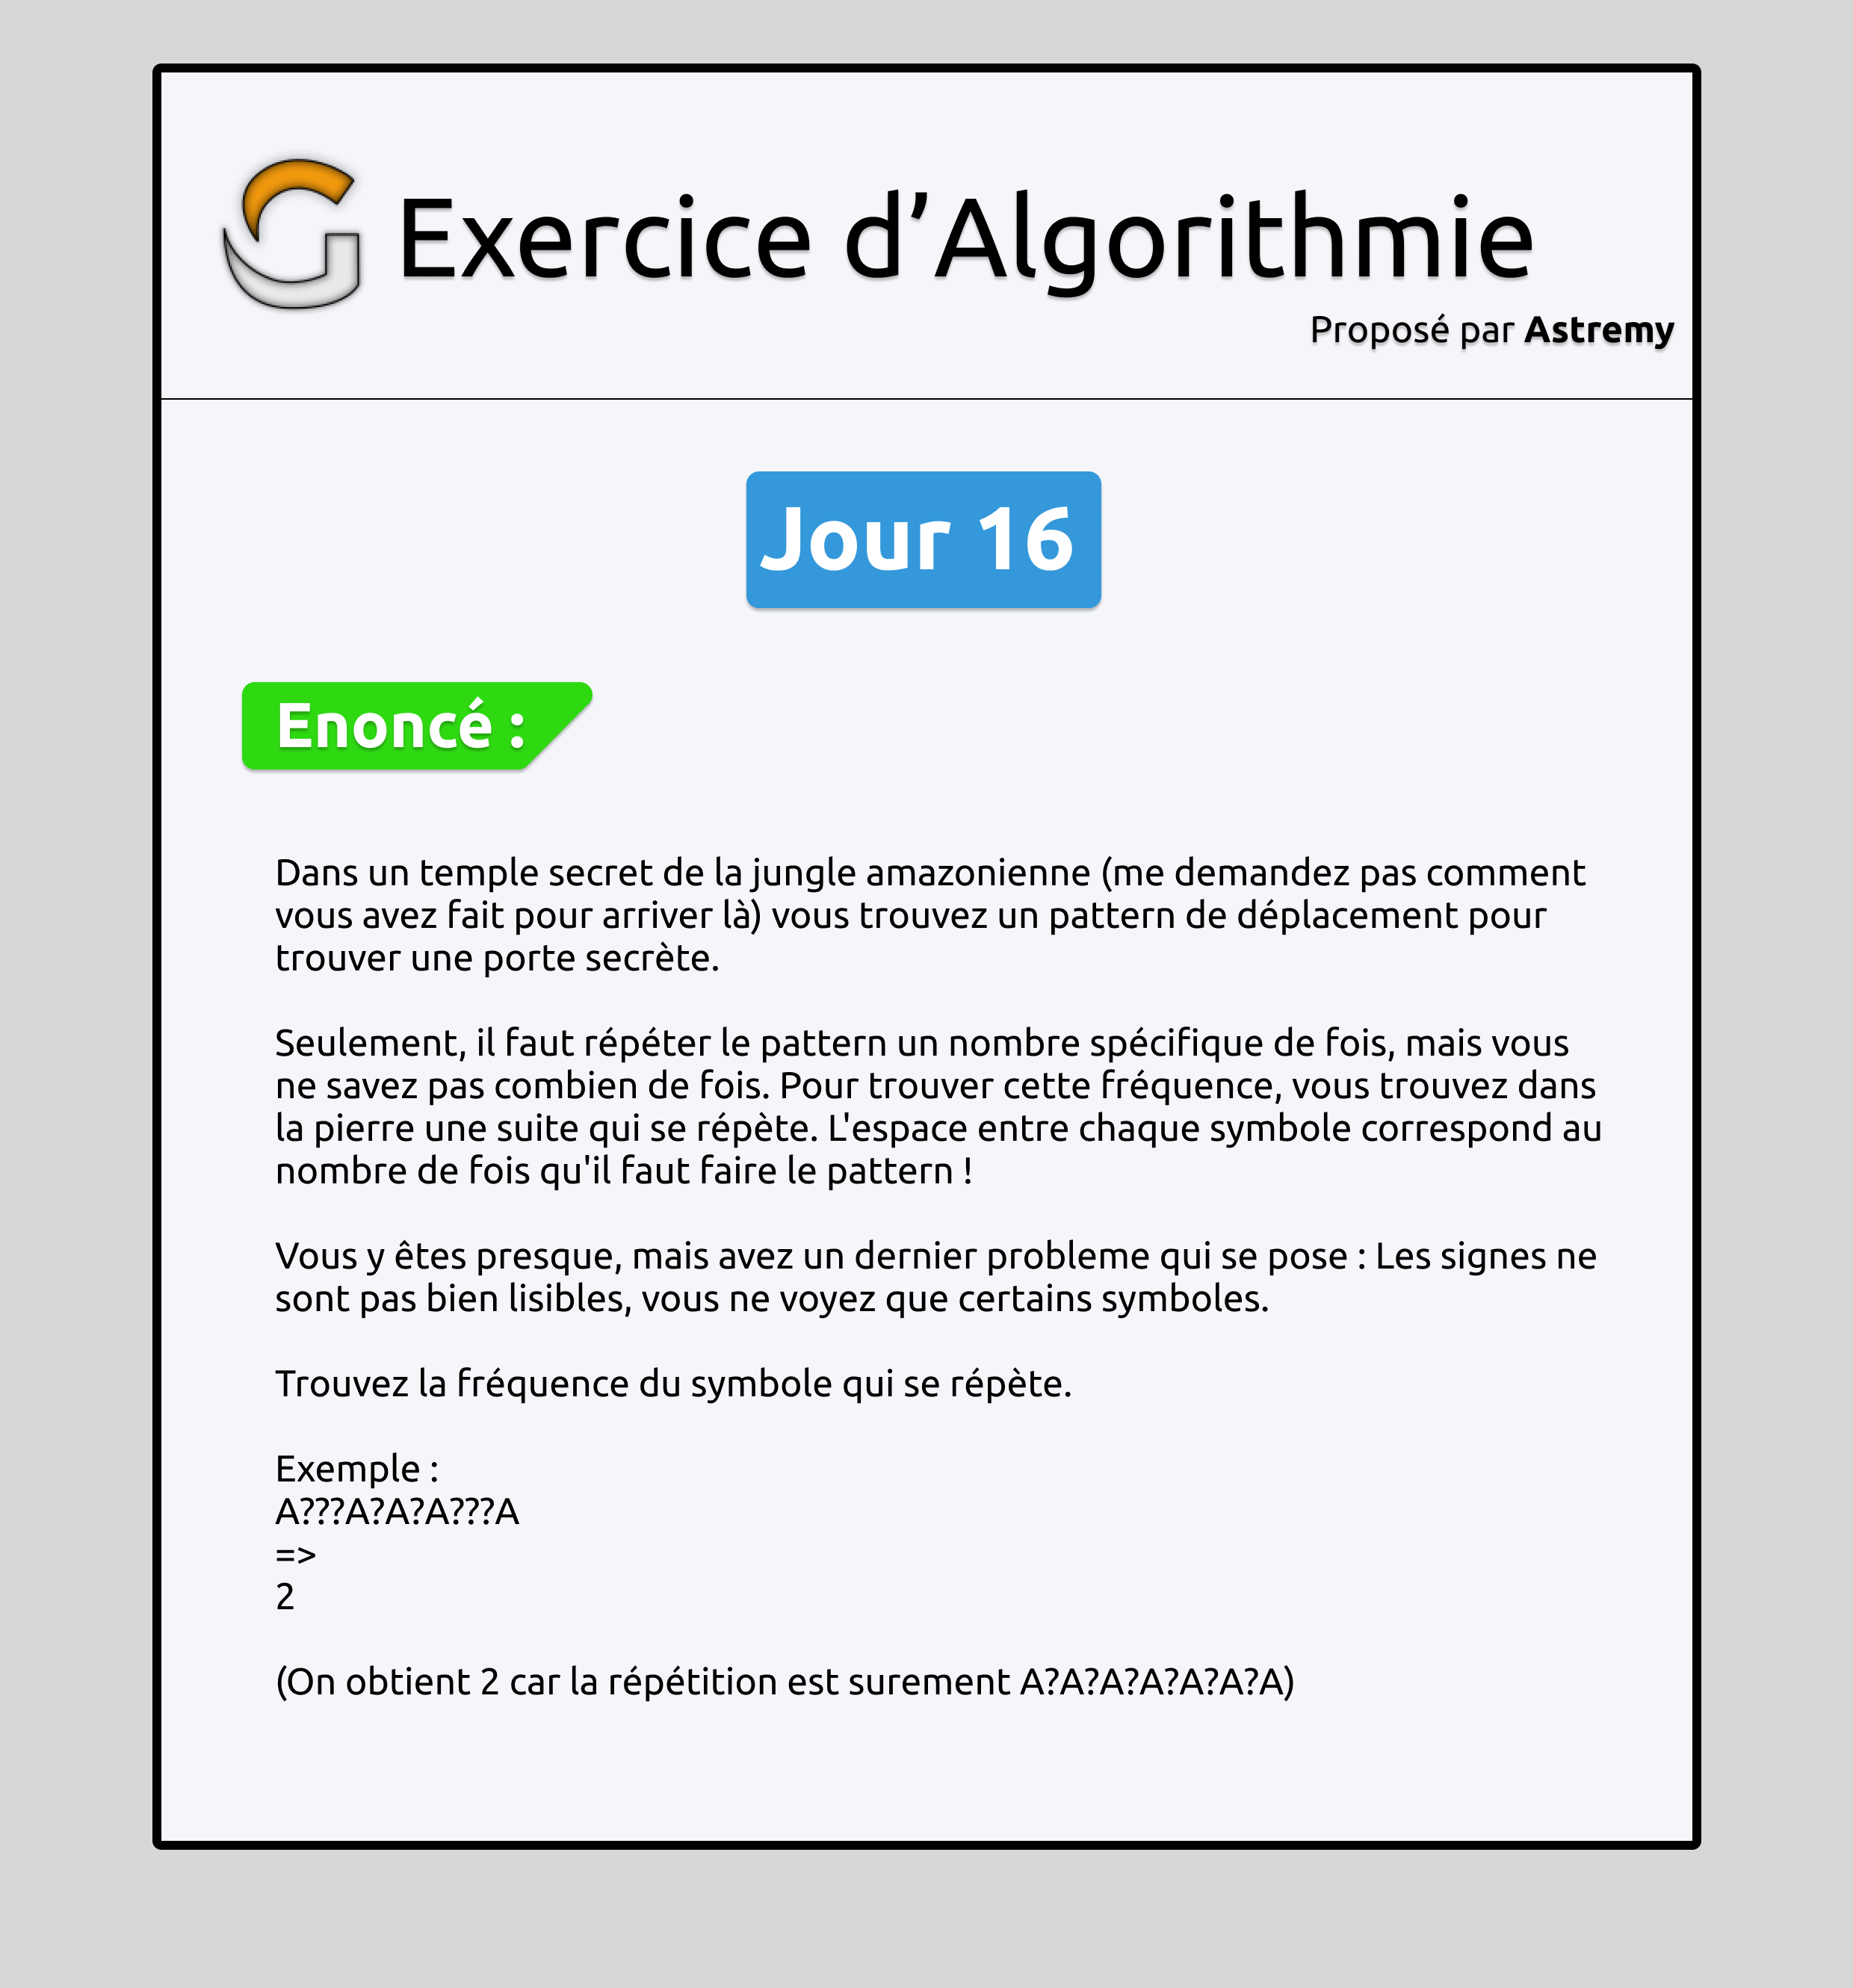 G Exercice d’Algorithmie
Proposé par Astremy
Jour 16
Enoncé :
Dans un temple secret de la jungle amazonienne (me demandez pas comment
vous avez fait pour arriver là) vous trouvez un pattern de déplacement pour
trouver une porte secrète.
Seulement, il faut répéter le pattern un nombre spécifique de fois, mais vous
ne savez pas combien de fois. Pour trouver cette fréquence, vous trouvez dans
la pierre une suite qui se répète. L'espace entre chaque symbole correspond au
nombre de fois qu'il faut faire le pattern !
Vous y êtes presque, mais avez un dernier probleme qui se pose : Les signes ne
sont pas bien lisibles, vous ne voyez que certains symboles.
Trouvez la fréquence du symbole qui se répète.
Exemple :
A???A?A?A???A
=>
2
(On obtient 2 car la répétition est surement A?A?A?A?A?A?A)